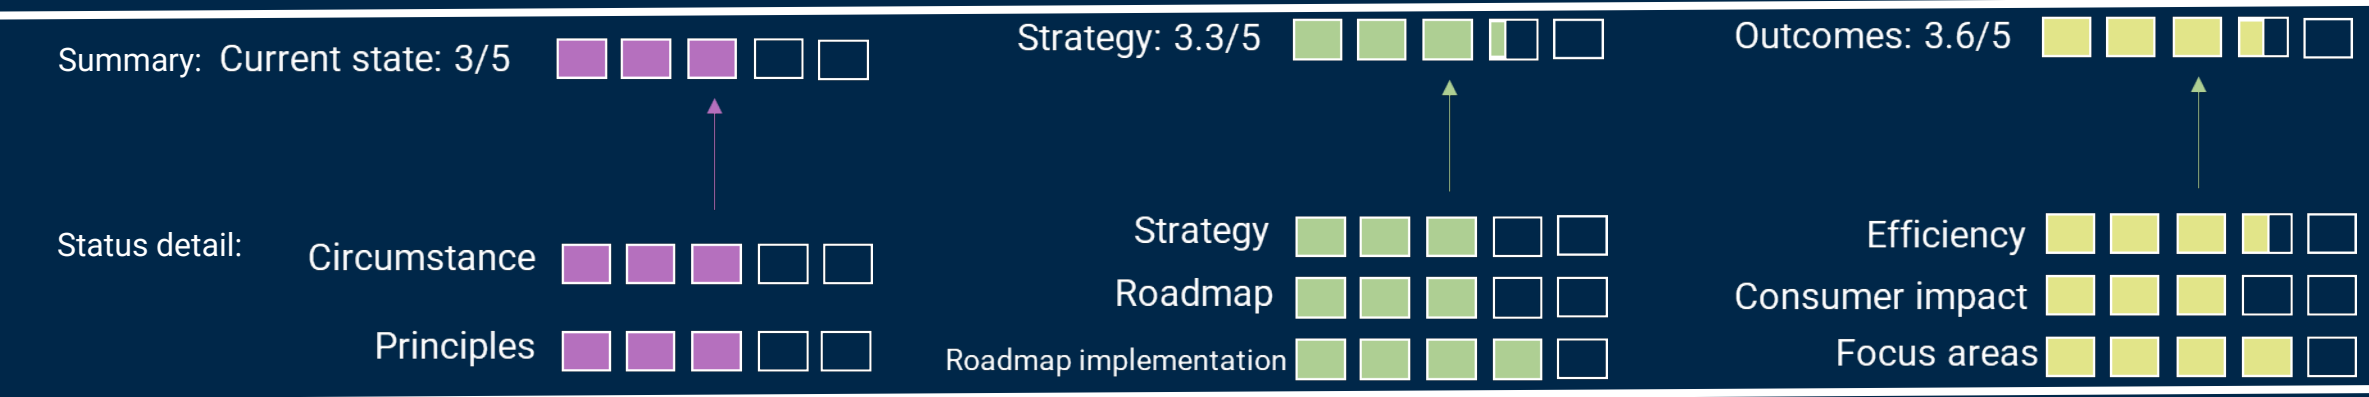 Summary: Current state: 3/5
Strategy: 3.3/5
Outcomes: 3.6/5
Status detail:
Circumstance
Principles
Strategy
Roadmap
Roadmap implementation
Efficiency
Consumer impact
Focus areas